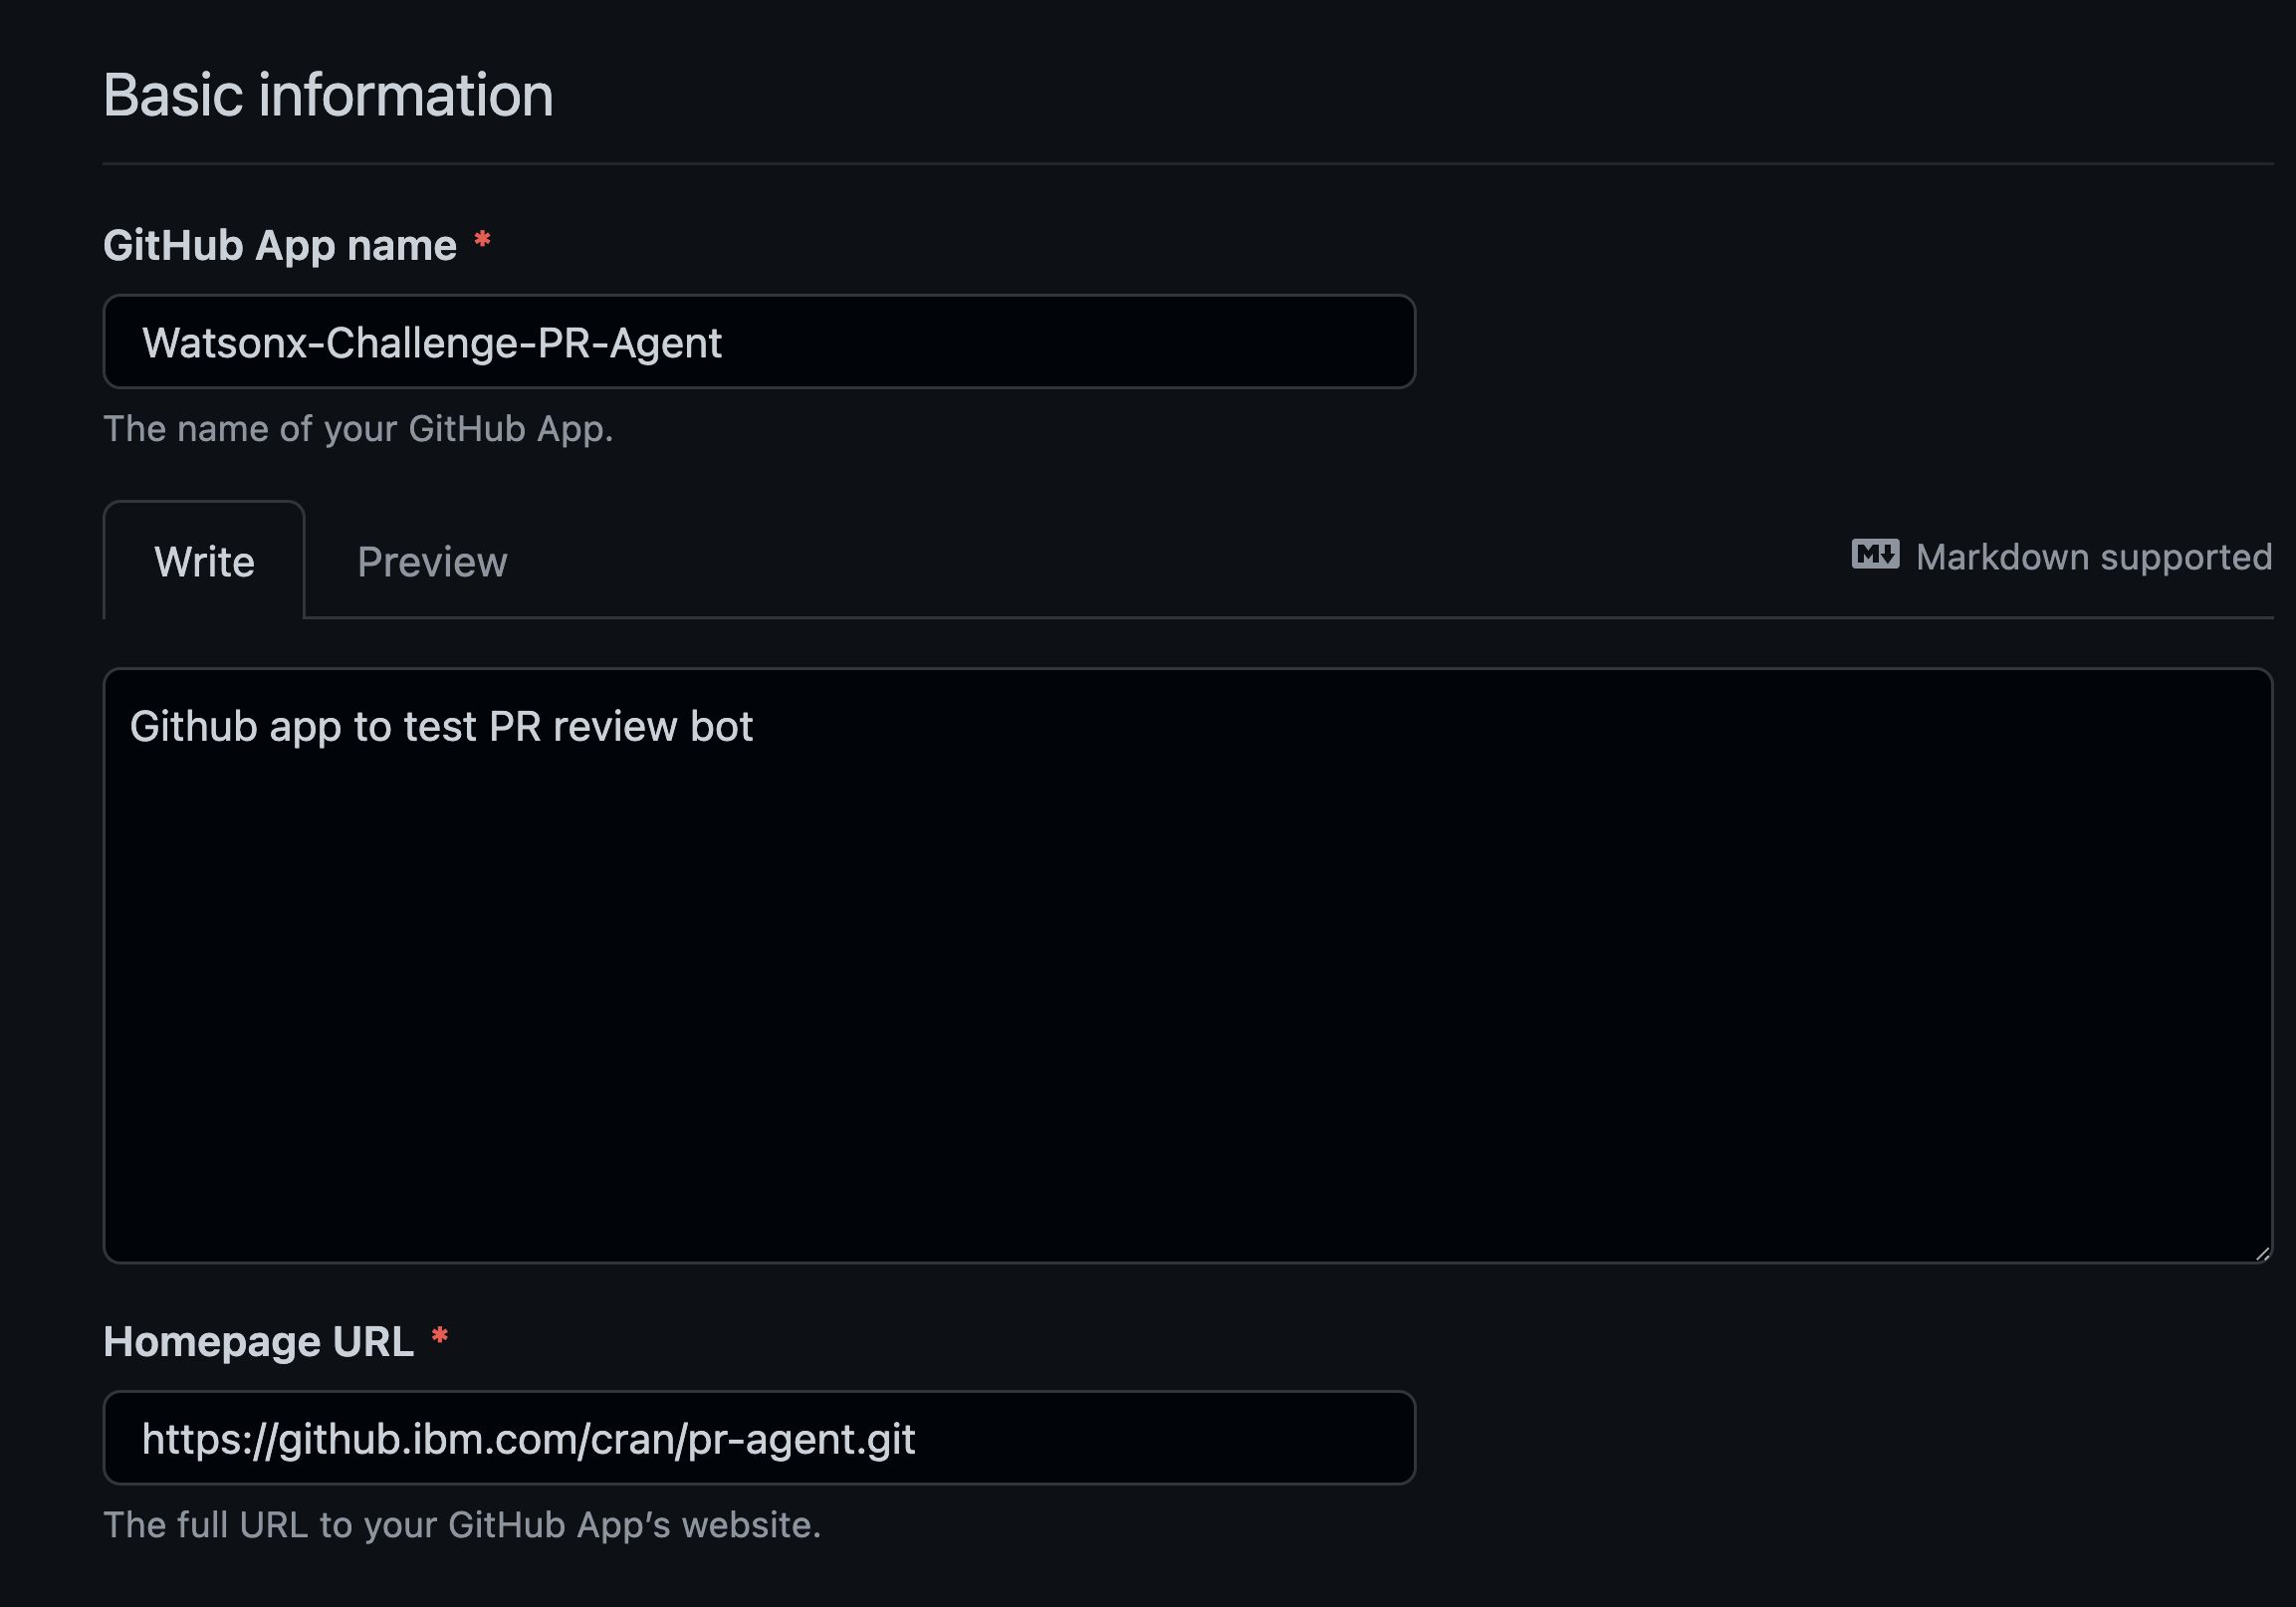 Basic information
GitHub App name *
Watsonx-Challenge-PR-Agent
The name of your GitHub App.
Write Preview Markdown supported
Github app to test PR review bot
Homepage URL *
https://github.ibm.com/cran/pr-agent.git
The full URL to your GitHub App’s website.